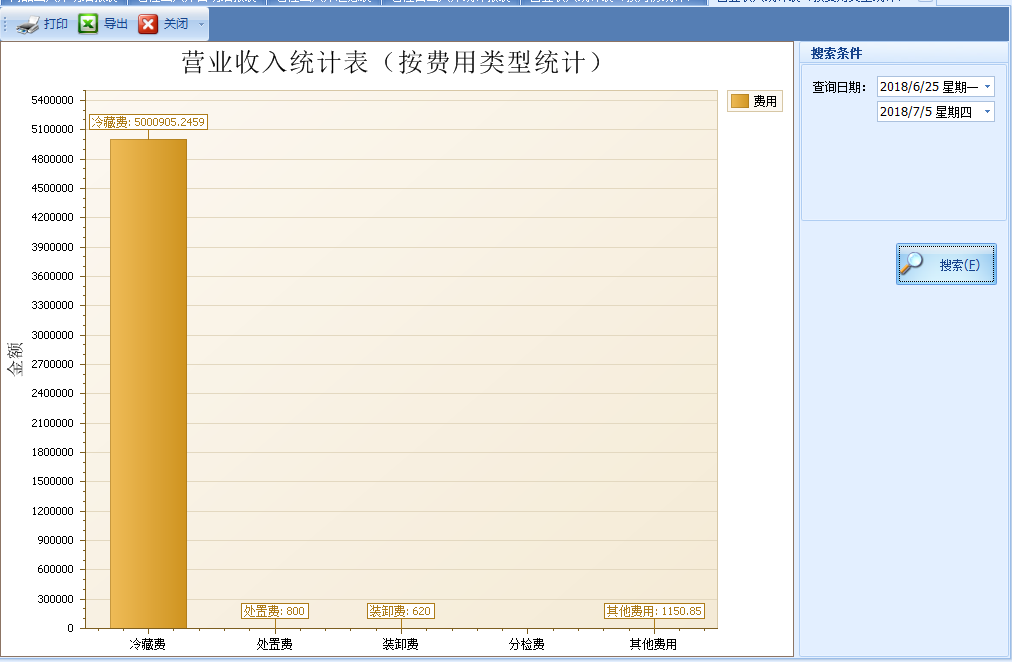 打印 导出 关闭
营业收入统计表（按费用类型统计）
搜索条件
查询日期： 2018/6/25 星期一
2018/7/5 星期四
搜索(E)
费用
金额
5400000
5100000
4800000
4500000
4200000
3900000
3600000
3300000
3000000
2700000
2400000
2100000
1800000
1500000
1200000
900000
600000
300000
0
冷藏费: 5000905.2459
处置费: 800
装卸费: 620
其他费用: 1150.85
冷藏费 处置费 装卸费 分检费 其他费用